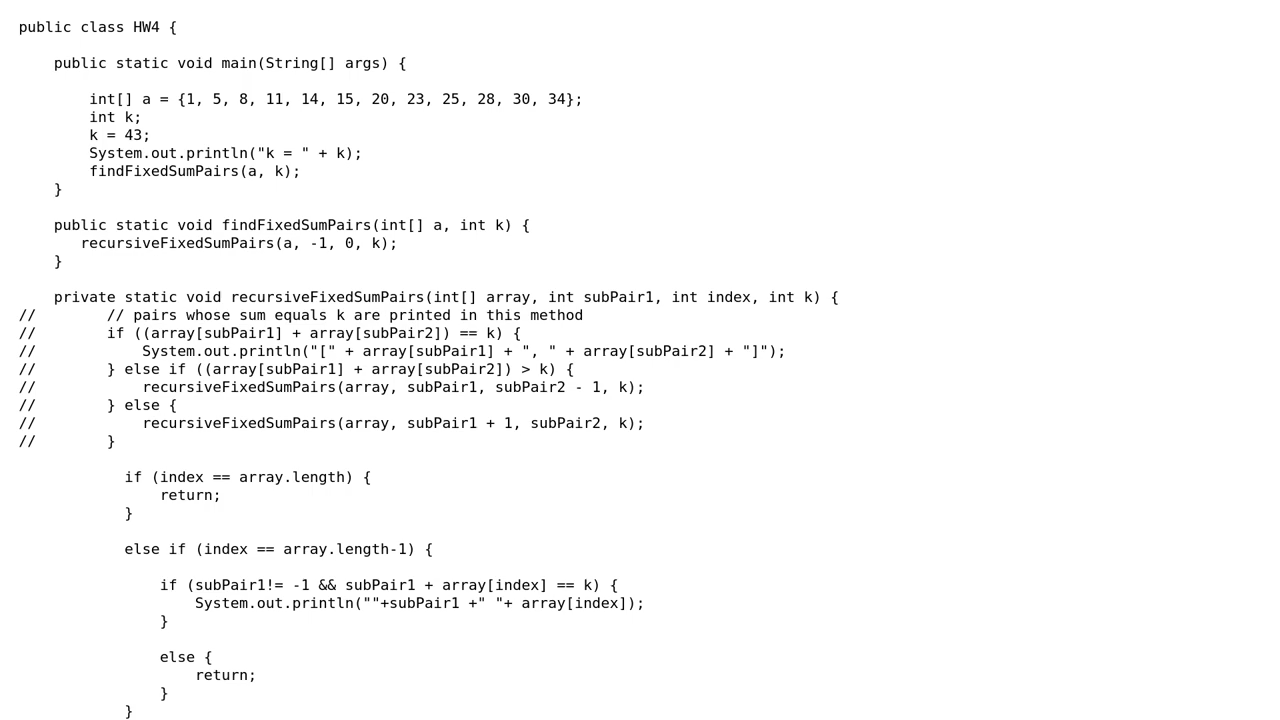 public class HW4 {
    public static void main(String[] args) {
        int[] a = {1, 5, 8, 11, 14, 15, 20, 23, 25, 28, 30, 34};
        int k;
        k = 43;
        System.out.println("k = " + k);
        findFixedSumPairs(a, k);
    }
    public static void findFixedSumPairs(int[] a, int k) {
       recursiveFixedSumPairs(a, -1, 0, k);
    }
    private static void recursiveFixedSumPairs(int[] array, int subPair1, int index, int k) {
//        // pairs whose sum equals k are printed in this method
//        if ((array[subPair1] + array[subPair2]) == k) {
//            System.out.println("[" + array[subPair1] + ", " + array[subPair2] + "]");
//        } else if ((array[subPair1] + array[subPair2]) > k) {
//            recursiveFixedSumPairs(array, subPair1, subPair2 - 1, k);
//        } else {
//            recursiveFixedSumPairs(array, subPair1 + 1, subPair2, k);
//        }
            if (index == array.length) {
                return;
            }
            else if (index == array.length-1) {
                if (subPair1!= -1 && subPair1 + array[index] == k) {
                    System.out.println(""+subPair1 +" "+ array[index]);
                }
                else {
                    return;
                }
            }